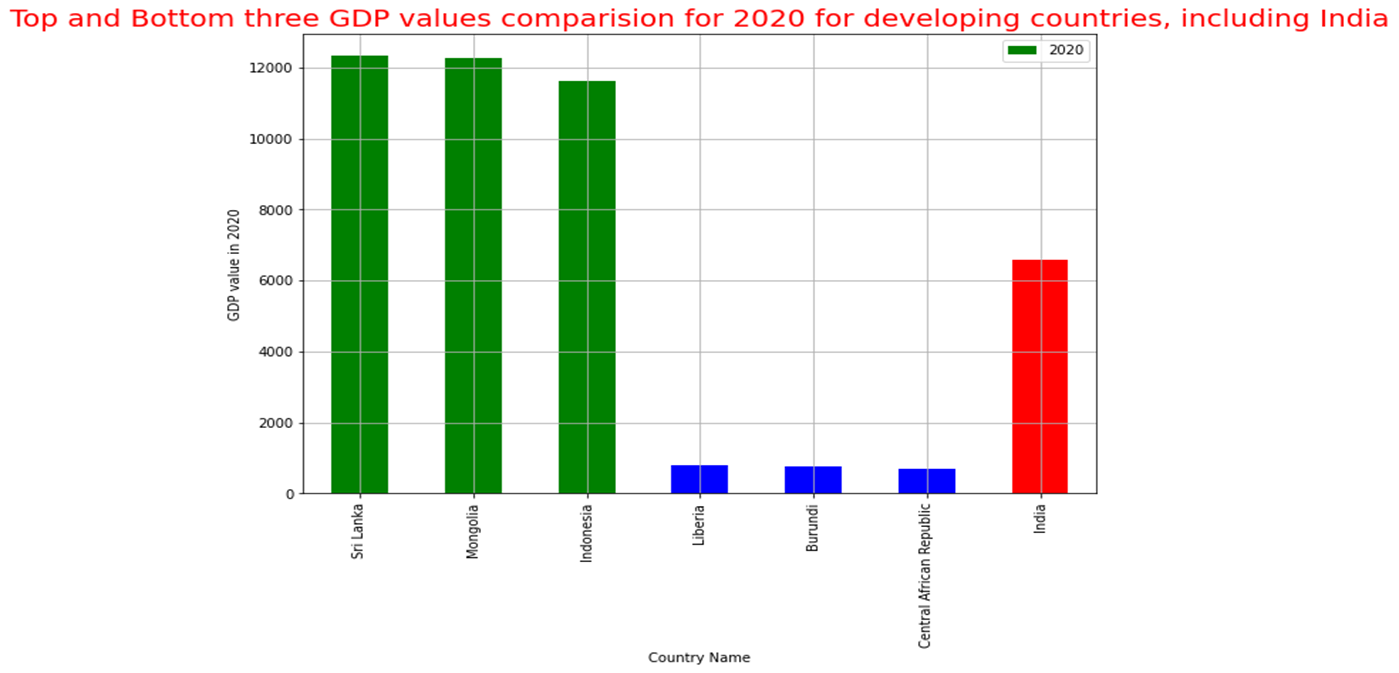 Top and Bottom three GDP values comparision for 2020 for developing countries, including India
2020
12000
10000
8000
6000
4000
2000
0
GDP value in 2020
Sri Lanka
Mongolia
Indonesia
Liberia
Burundi
Central African Republic
India
Country Name